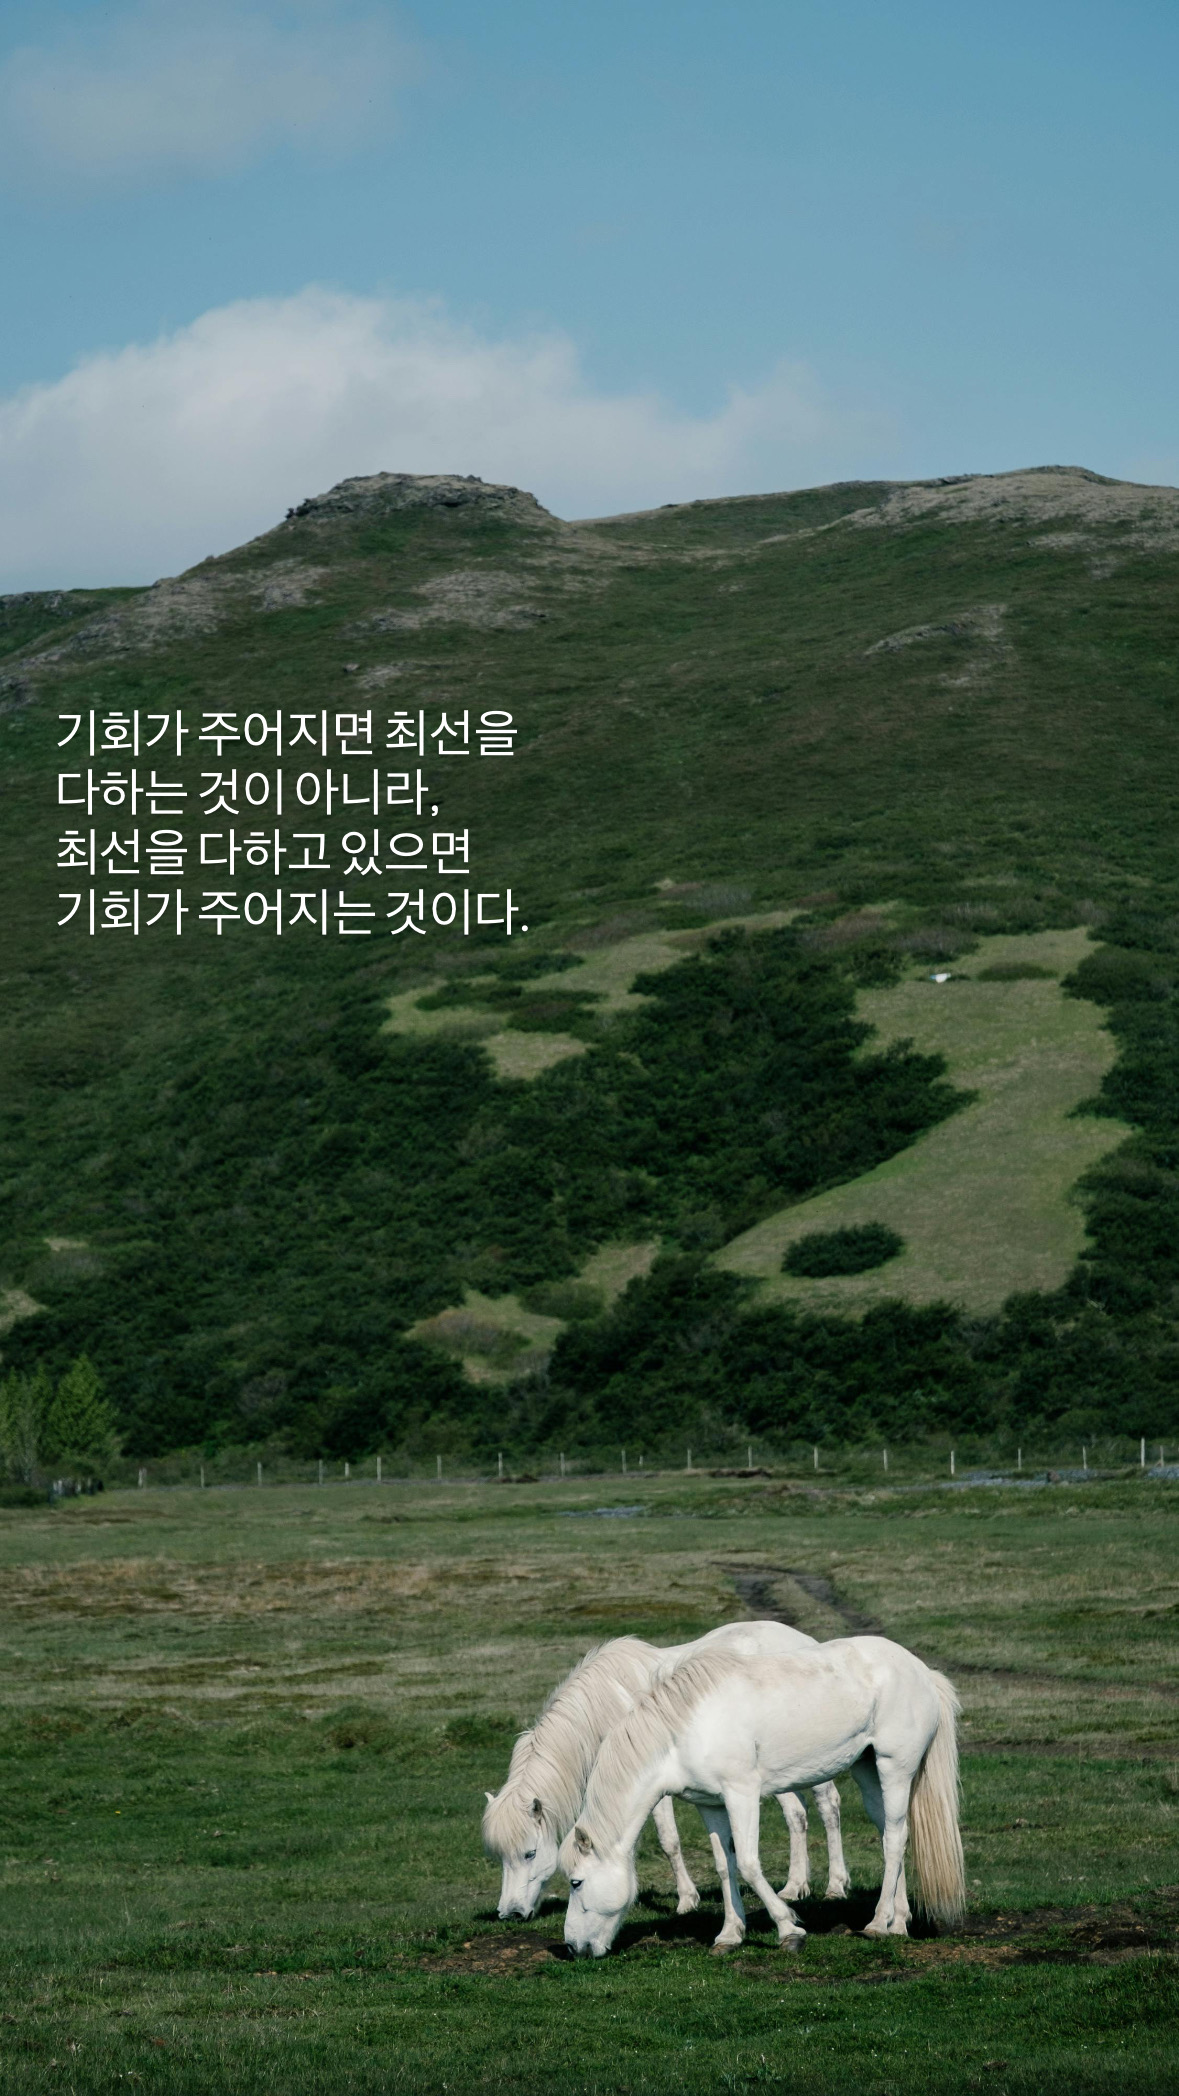 기회가 주어지면 최선을
다하는 것이 아니라,
최선을 다하고 있으면
기회가 주어지는 것이다.